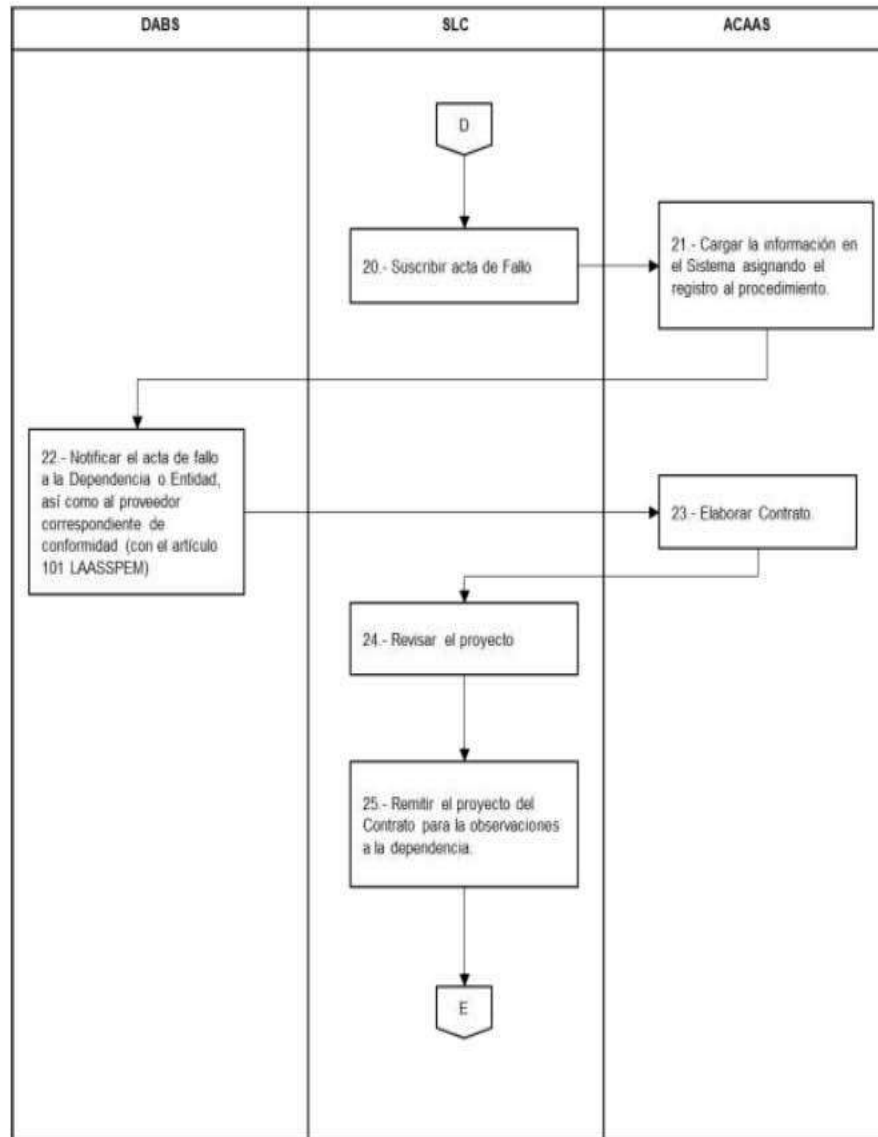 DABS
SLC
ACAAS
D
20.- Suscribir acta de Fallo
21.- Cargar la información en
el Sistema asignando el
registro al procedimiento.
22.- Notificar el acta de fallo
a la Dependencia o Entidad,
así como al proveedor
correspondiente de
conformidad (con el artículo
101 LAASSPEM)
23.- Elaborar Contrato.
24.- Revisar el proyecto
25.- Remitir el proyecto del
Contrato para la observaciones
a la dependencia.
E